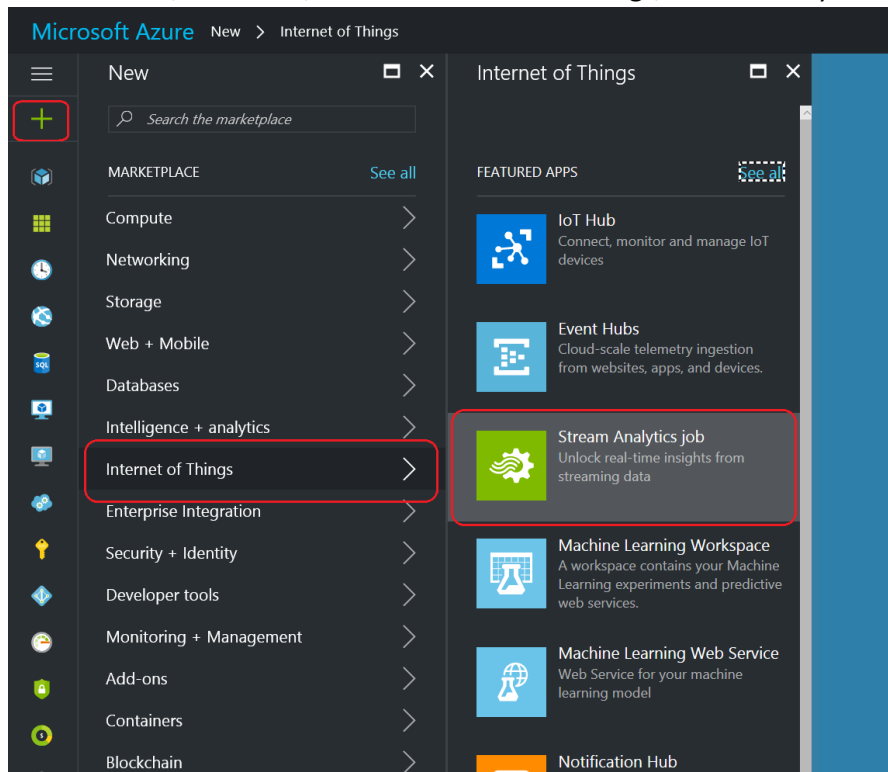 Microsoft Azure New > Internet of Things
New
Search the marketplace
MARKETPLACE See all
Compute
Networking
Storage
Web + Mobile
Databases
Intelligence + analytics
Internet of Things
Enterprise Integration
Security + Identity
Developer tools
Monitoring + Management
Add-ons
Containers
Blockchain
Internet of Things
FEATURED APPS See all
IoT Hub
Connect, monitor and manage IoT
devices
Event Hubs
Cloud-scale telemetry ingestion
from websites, apps, and devices.
Stream Analytics job
Unlock real-time insights from
streaming data
Machine Learning Workspace
A workspace contains your Machine
Learning experiments and predictive
web services.
Machine Learning Web Service
Web Service for your machine
learning model
Notification Hub
SQL